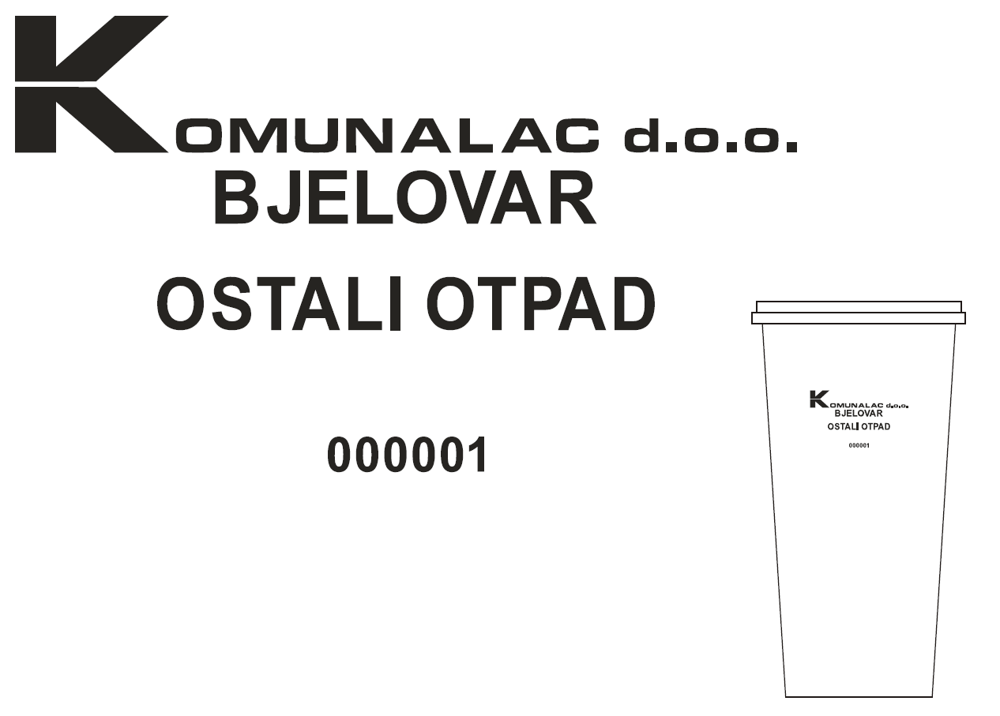 KOMUNALAC d.o.o.
BJELOVAR
OSTALI OTPAD
000001
KOMUNALAC d.o.o.
BJELOVAR
OSTALI OTPAD
000001